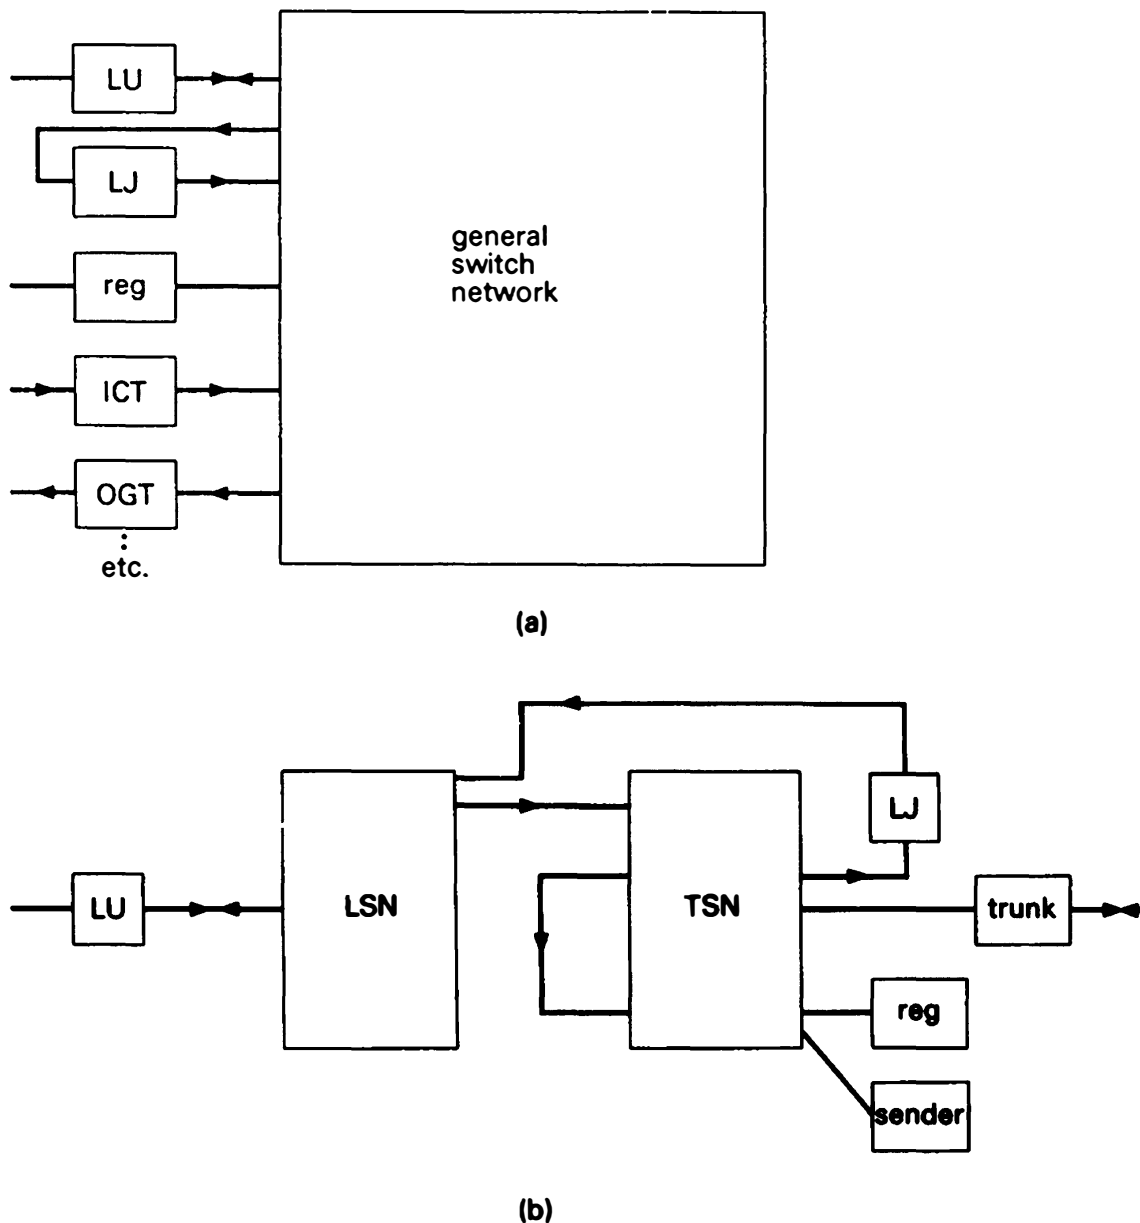 LU
LJ
general
switch
network
reg
ICT
OGT
etc.
(a)
LJ
LU
LSN
TSN
trunk
reg
sender
(b)